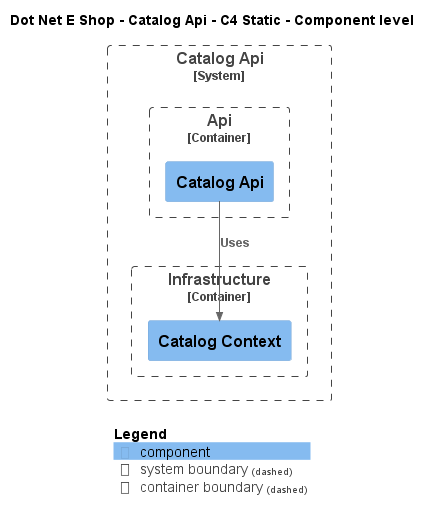 Dot Net E Shop - Catalog Api - C4 Static - Component level
Catalog Api
[System]
Api
[Container]
Catalog Api
Uses
Infrastructure
[Container]
Catalog Context
Legend
component
system boundary (dashed)
container boundary (dashed)